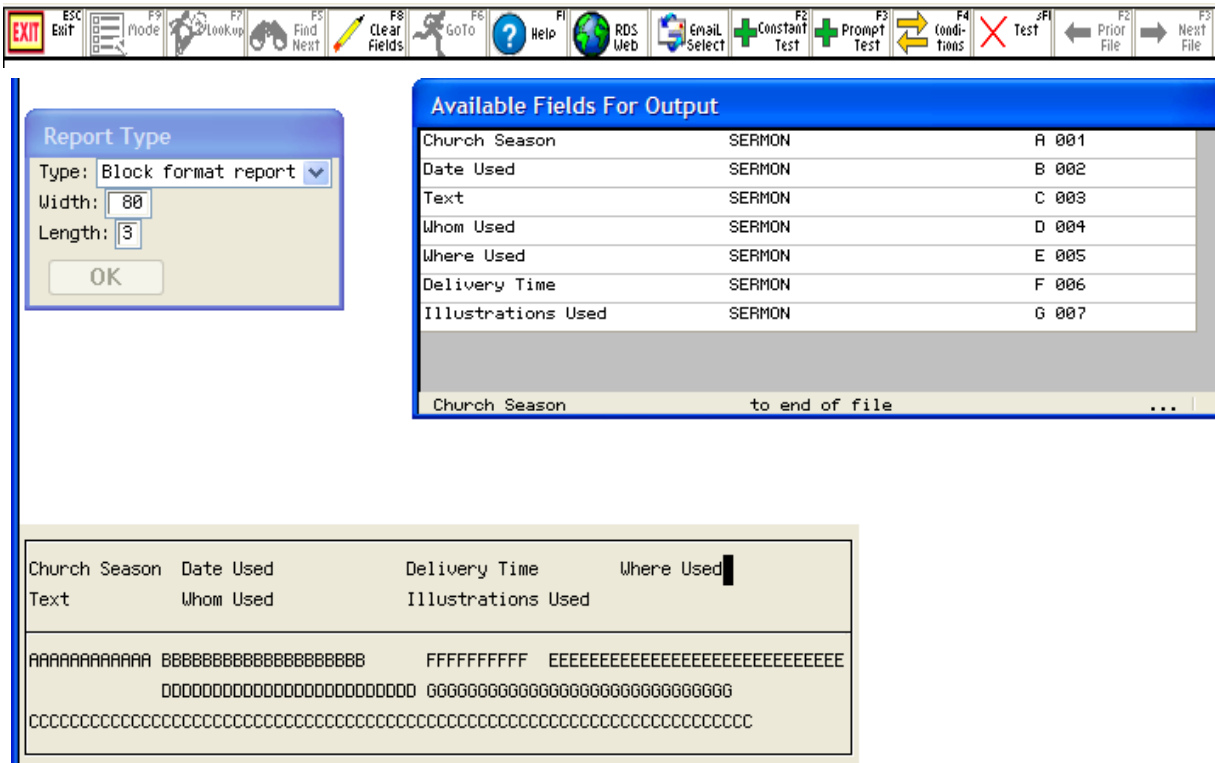 EXIT ESC Exit F9 Mode F7 Lookup F5 Find Next F8 Clear Fields F6 GoTo F1 Help RDS Web Email Select F2 Constant Test F3 Prompt Test F4 Condi-tions sF1 Test F2 Prior File F3 Next File
Report Type
Type: Block format report
Width: 80
Length: 3
OK
Available Fields For Output
Church Season SERMON A 001
Date Used SERMON B 002
Text SERMON C 003
Whom Used SERMON D 004
Where Used SERMON E 005
Delivery Time SERMON F 006
Illustrations Used SERMON G 007
Church Season to end of file ...
Church Season Date Used Delivery Time Where Used
Text Whom Used Illustrations Used
AAAAAAAAAAAA BBBBBBBBBBBBBBBBBBBB FFFFFFFFFF EEEEEEEEEEEEEEEEEEEEEEEEEEEEE
DDDDDDDDDDDDDDDDDDDDDDDDD GGGGGGGGGGGGGGGGGGGGGGGGGGGGGG
CCCCCCCCCCCCCCCCCCCCCCCCCCCCCCCCCCCCCCCCCCCCCCCCCCCCCCCCCCCCCCCCCCCCCCC